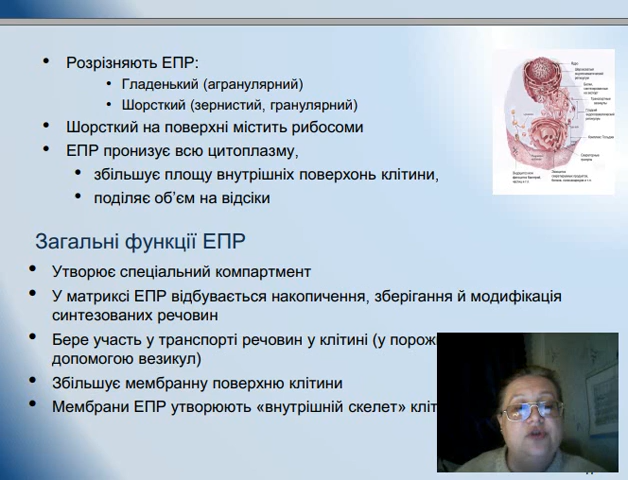 Розрізняють ЕПР:
Гладенький (агранулярний)
Шорсткий (зернистий, гранулярний)
Шорсткий на поверхні містить рибосоми
ЕПР пронизує всю цитоплазму,
збільшує площу внутрішніх поверхонь клітини,
поділяє об’єм на відсіки
Загальні функції ЕПР
Утворює спеціальний компартмент
У матриксі ЕПР відбувається накопичення, зберігання й модифікація
синтезованих речовин
Бере участь у транспорті речовин у клітині (у
допомогою везикул)
Збільшує мембранну поверхню клітини
Мембрани ЕПР утворюють «внутрішній скелет»